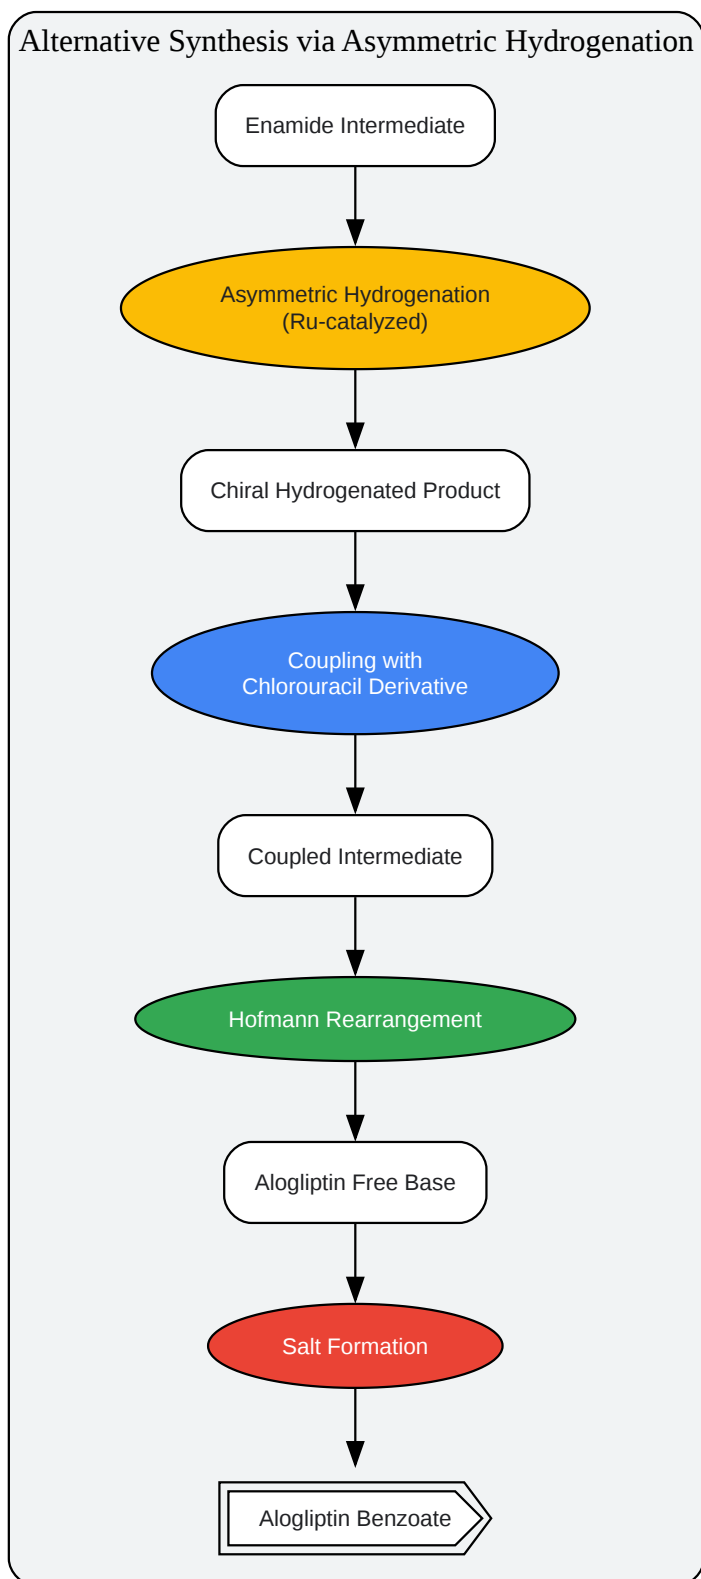 Alternative Synthesis via Asymmetric Hydrogenation
Enamide Intermediate
Asymmetric Hydrogenation
(Ru-catalyzed)
Chiral Hydrogenated Product
Coupling with
Chlorouracil Derivative
Coupled Intermediate
Hofmann Rearrangement
Alogliptin Free Base
Salt Formation
Alogliptin Benzoate